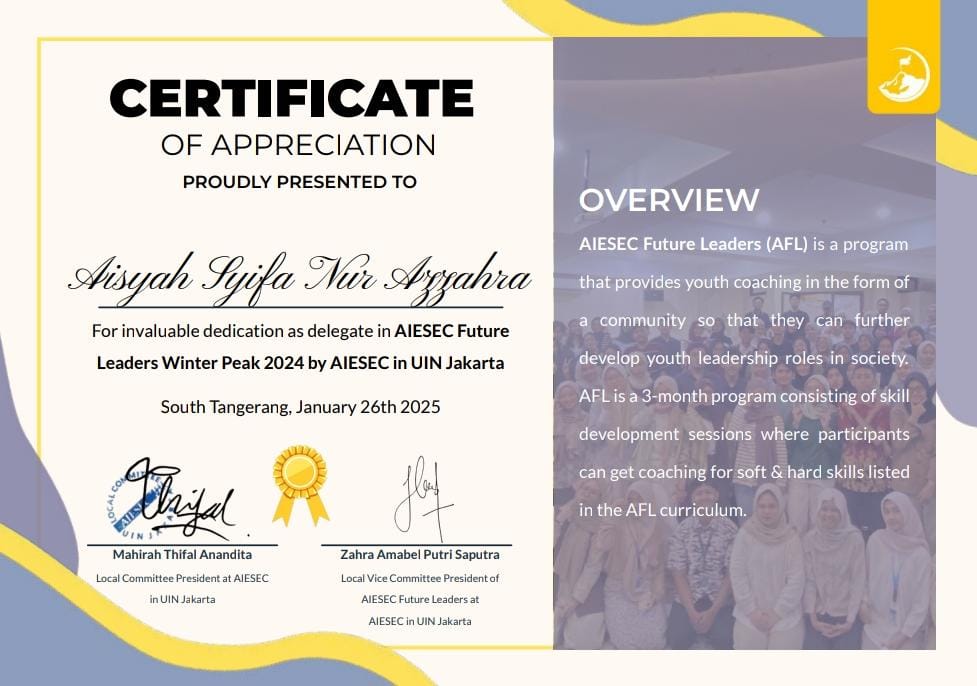 CERTIFICATE
OF APPRECIATION
PROUDLY PRESENTED TO
Aisyah Syifa Nur Azzahra
For invaluable dedication as delegate in AIESEC Future
Leaders Winter Peak 2024 by AIESEC in UIN Jakarta
South Tangerang, January 26th 2025
LOCAL COMMITTEE
AIESEC
UIN JAKARTA
Mahirah Thifal Anandita
Local Committee President at AIESEC
in UIN Jakarta
Zahra Amabel Putri Saputra
Local Vice Committee President of
AIESEC Future Leaders at
AIESEC in UIN Jakarta
OVERVIEW
AIESEC Future Leaders (AFL) is a program
that provides youth coaching in the form of
a community so that they can further
develop youth leadership roles in society.
AFL is a 3-month program consisting of skill
development sessions where participants
can get coaching for soft & hard skills listed
in the AFL curriculum.